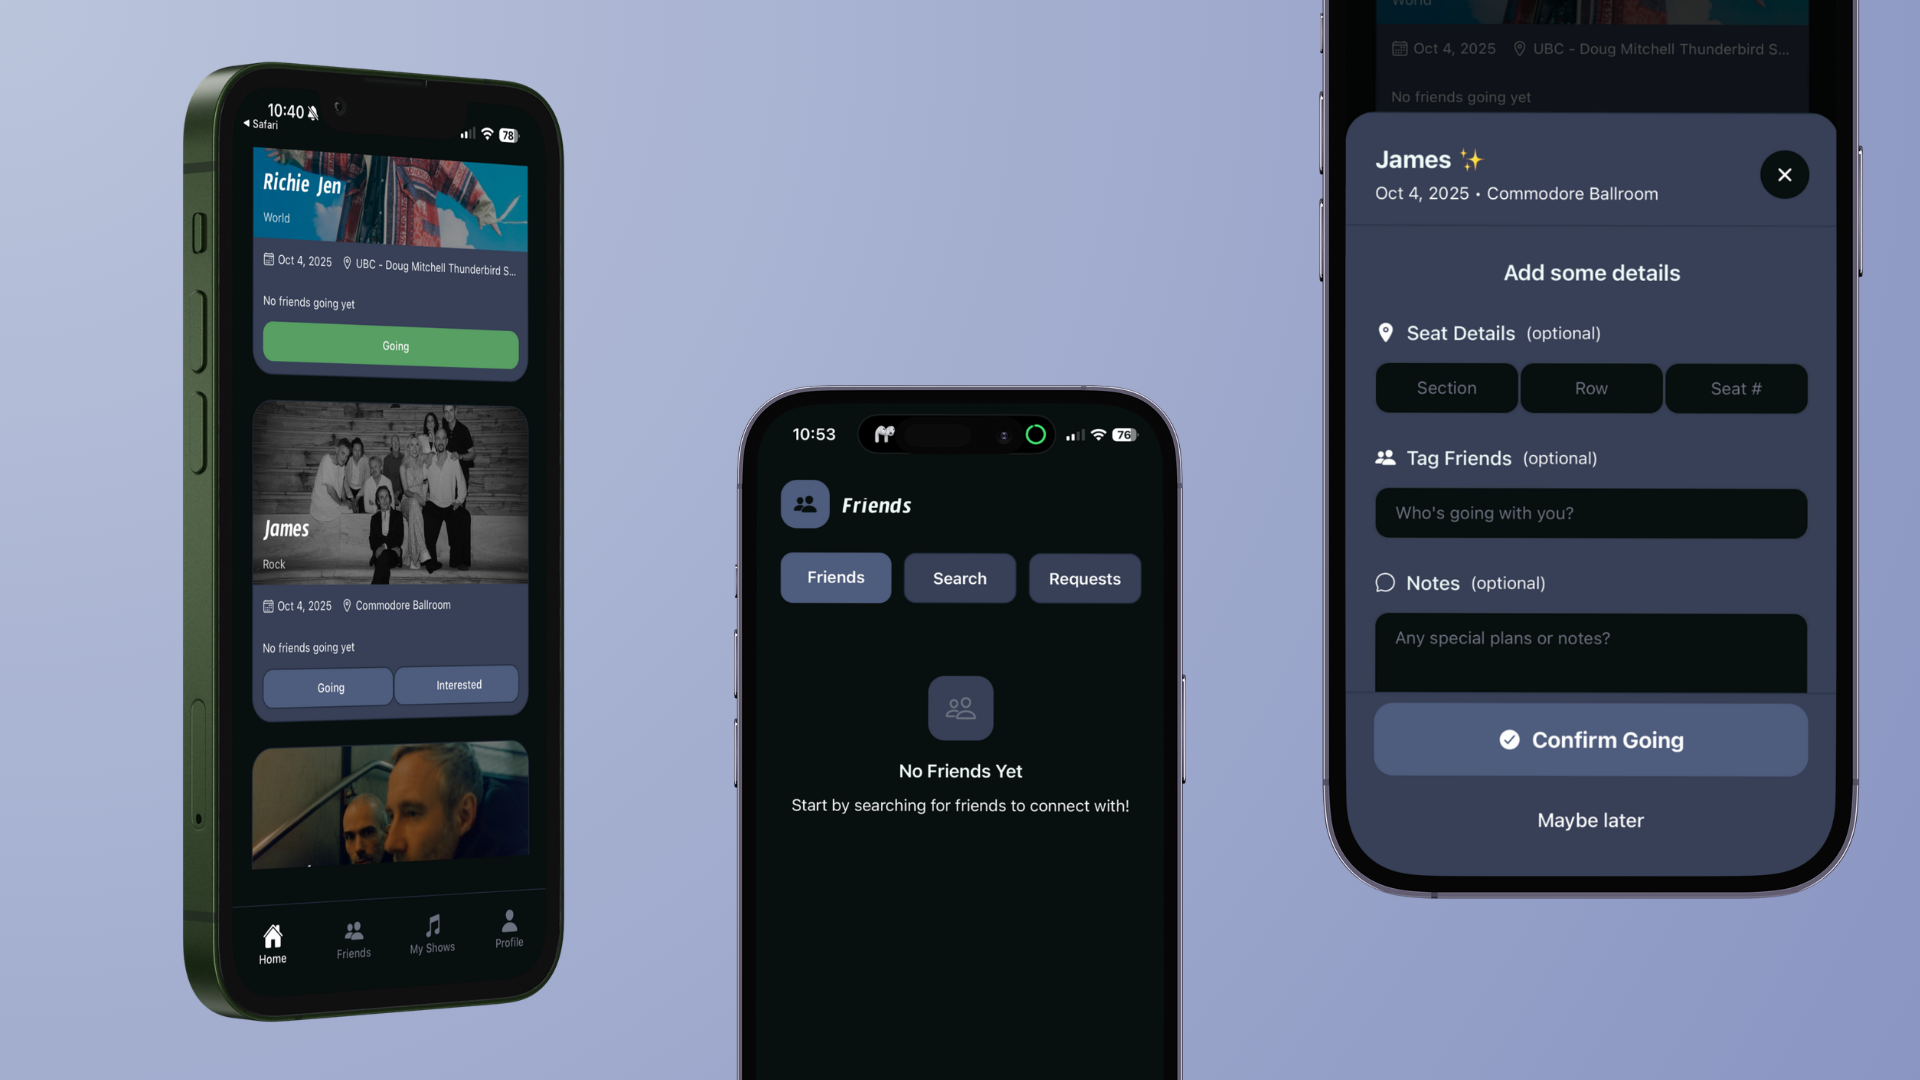 10:40
Safari
78
Richie Jen
World
Oct 4, 2025 UBC - Doug Mitchell Thunderbird S...
No friends going yet
Going
James
Rock
Oct 4, 2025 Commodore Ballroom
No friends going yet
Going Interested
Home Friends My Shows Profile
10:53
76
Friends
Friends Search Requests
No Friends Yet
Start by searching for friends to connect with!
World
Oct 4, 2025 UBC - Doug Mitchell Thunderbird S...
No friends going yet
James ✨
Oct 4, 2025 • Commodore Ballroom
Add some details
Seat Details (optional)
Section Row Seat #
Tag Friends (optional)
Who's going with you?
Notes (optional)
Any special plans or notes?
Confirm Going
Maybe later